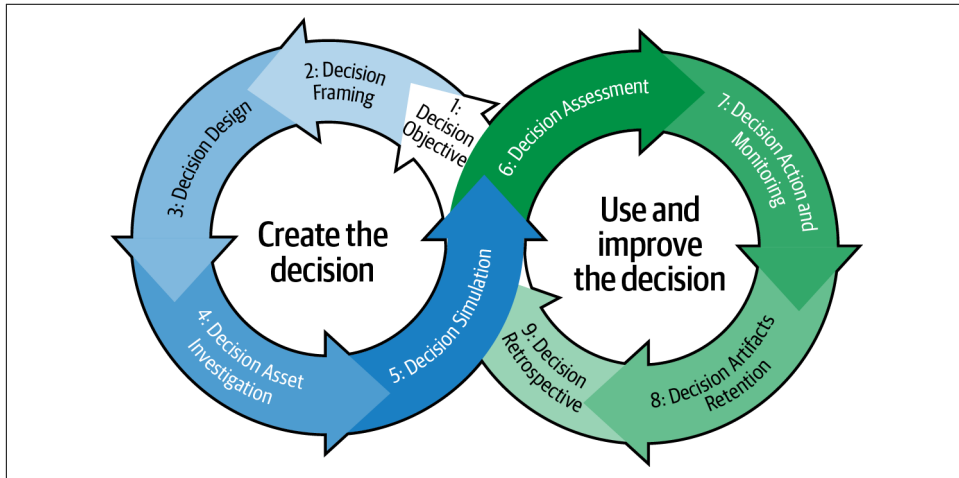 1:
Decision
Objective
2: Decision
Framing
3: Decision Design
4: Decision Asset
Investigation
5: Decision Simulation
6: Decision Assessment
7: Decision Action and
Monitoring
8: Decision Artifacts
Retention
9: Decision
Retrospective
Create the
decision
Use and
improve
the decision